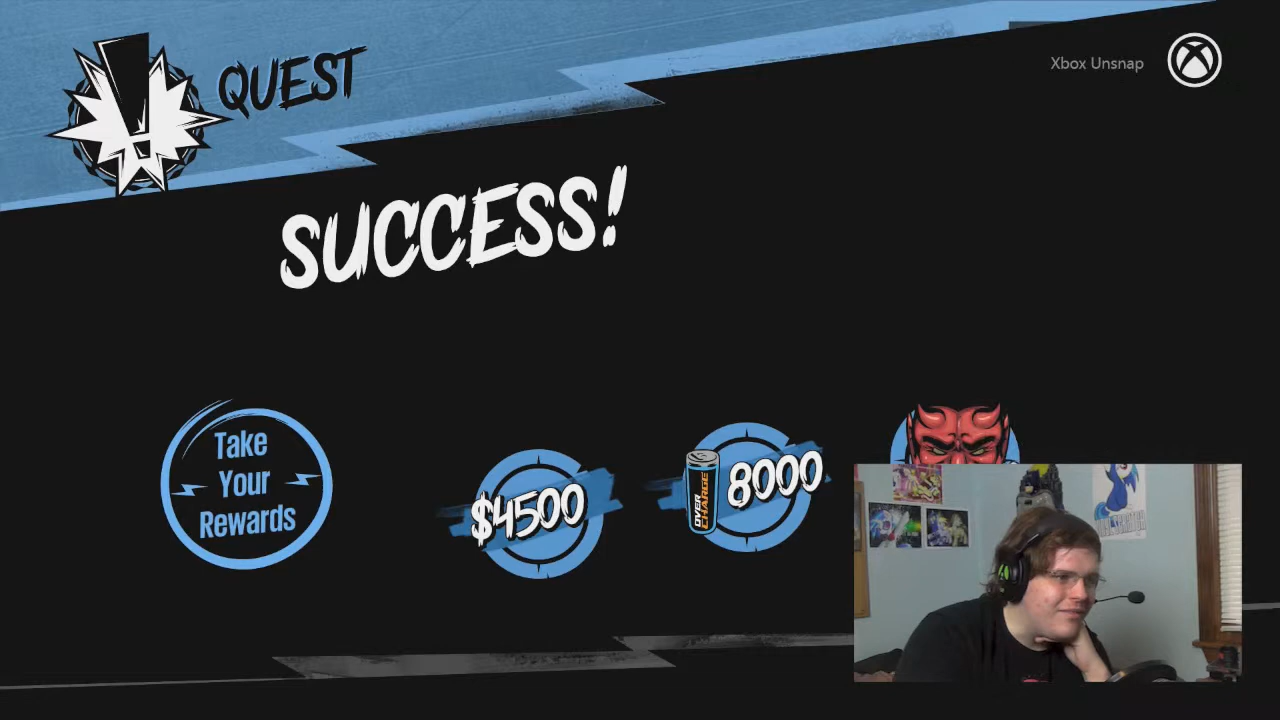 QUEST
Xbox Unsnap
SUCCESS!
Take
Your
Rewards
$4500
OVER
CHARGE
8000